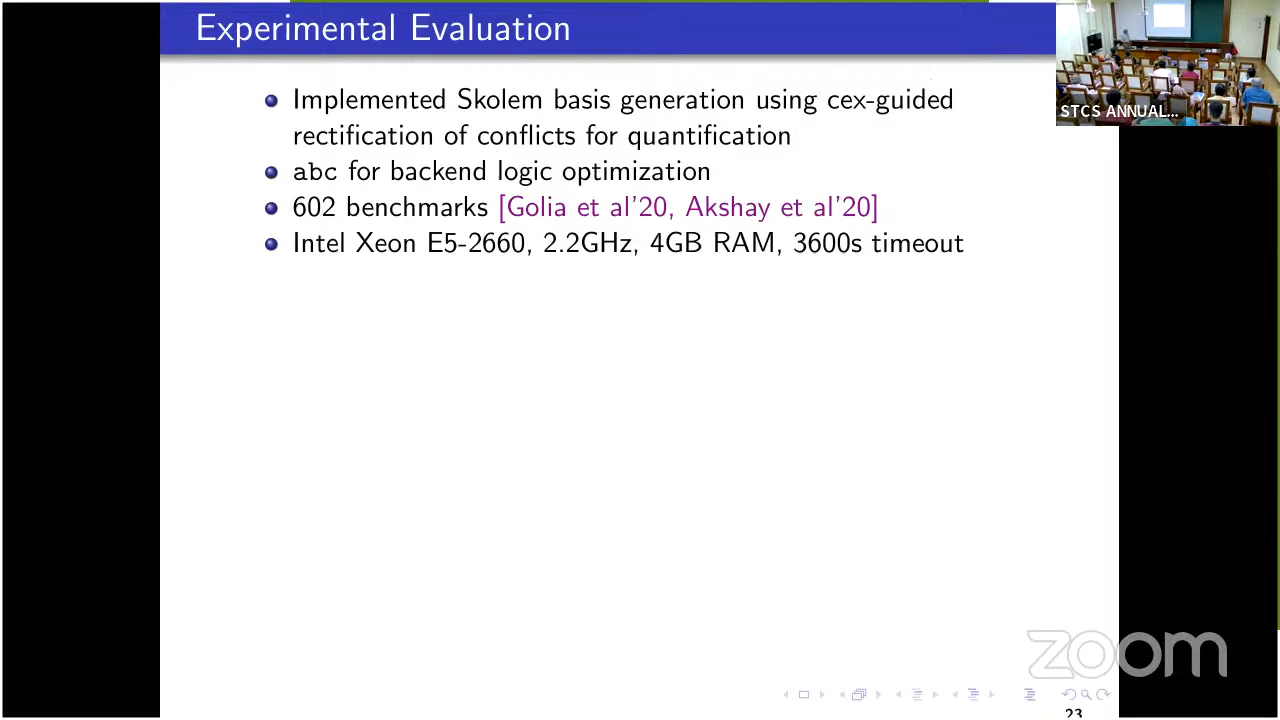 Experimental Evaluation
STCS ANNUAL...
Implemented Skolem basis generation using cex-guided
rectification of conflicts for quantification
abc for backend logic optimization
602 benchmarks [Golia et al'20, Akshay et al'20]
Intel Xeon E5-2660, 2.2GHz, 4GB RAM, 3600s timeout
zoom
23